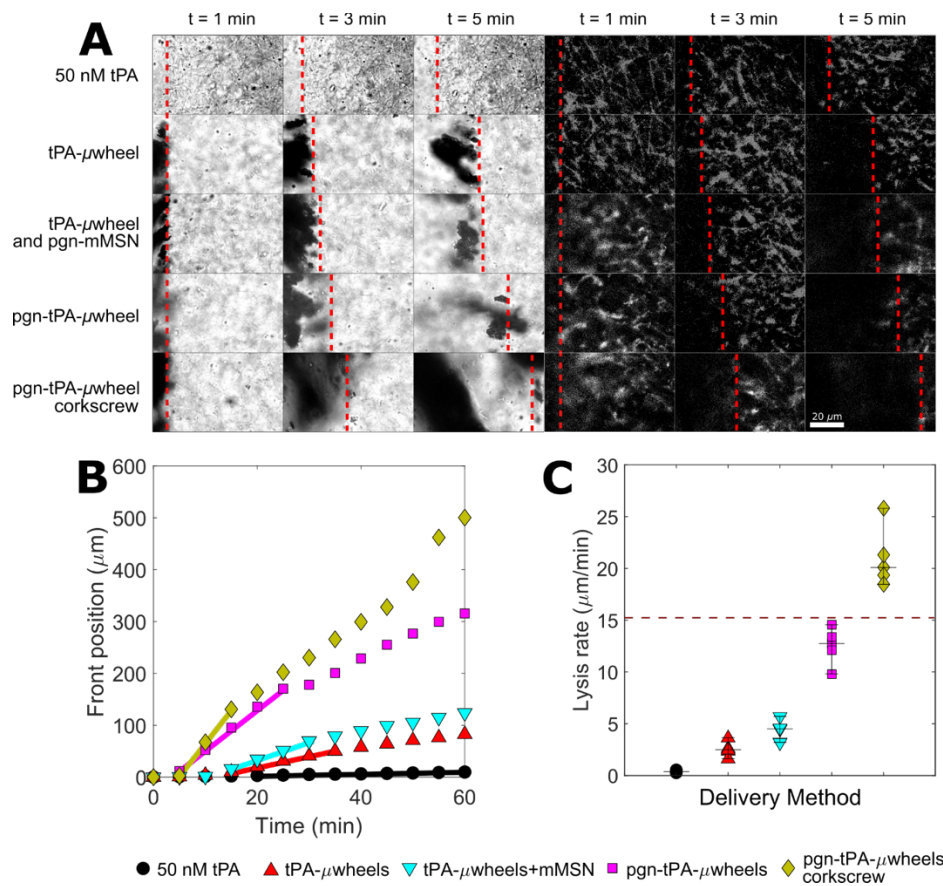 A
t = 1 min t = 3 min t = 5 min t = 1 min t = 3 min t = 5 min
50 nM tPA
tPA-μwheel
tPA-μwheel
and pgn-mMSN
pgn-tPA-μwheel
pgn-tPA-μwheel
corkscrew
20 μm
B
Front position (μm)
600
500
400
300
200
100
0
0 20 40 60
Time (min)
C
Lysis rate (μm/min)
30
25
20
15
10
5
0
Delivery Method
50 nM tPA tPA-μwheels tPA-μwheels+mMSN pgn-tPA-μwheels pgn-tPA-μwheels
corkscrew